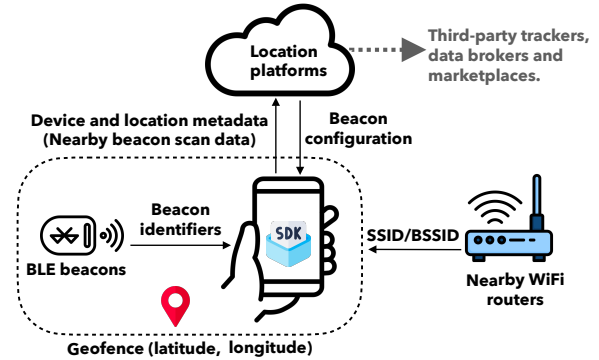 Location
platforms
Third-party trackers,
data brokers and
marketplaces.
Device and location metadata
(Nearby beacon scan data)
Beacon
configuration
Beacon
identifiers
SDK
SSID/BSSID
BLE beacons
Nearby WiFi
routers
Geofence (latitude, longitude)